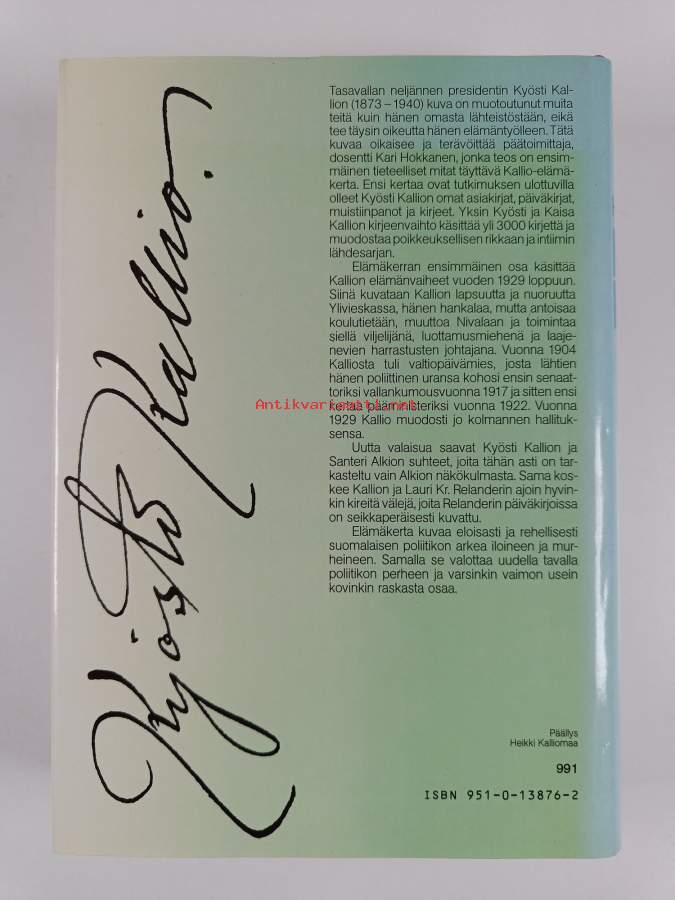 Kyösti Kallio.
Tasavallan neljännen presidentin Kyösti Kal-
lion (1873 – 1940) kuva on muotoutunut muita
teitä kuin hänen omasta lähteistöstään, eikä
tee täysin oikeutta hänen elämäntyölleen. Tätä
kuvaa oikaisee ja terävöittää päätoimittaja,
dosentti Kari Hokkanen, jonka teos on ensim-
mäinen tieteelliset mitat täyttävä Kallio-elämä-
kerta. Ensi kertaa ovat tutkimuksen ulottuvilla
olleet Kyösti Kallion omat asiakirjat, päiväkirjat,
muistiinpanot ja kirjeet. Yksin Kyösti ja Kaisa
Kallion kirjeenvaihto käsittää yli 3000 kirjettä ja
muodostaa poikkeuksellisen rikkaan ja intiimin
lähdesarjan.
Elämäkerran ensimmäinen osa käsittää
Kallion elämänvaiheet vuoden 1929 loppuun.
Siinä kuvataan Kallion lapsuutta ja nuoruutta
Ylivieskassa, hänen hankalaa, mutta antoisaa
koulutietään, muuttoa Nivalaan ja toimintaa
siellä viljelijänä, luottamusmiehenä ja laaje-
nevien harrastusten johtajana. Vuonna 1904
Kalliosta tuli valtiopäivämies, josta lähtien
hänen poliittinen uransa kohosi ensin senaat-
toriksi vallankumousvuonna 1917 ja sitten ensi
kertaa pääministeriksi vuonna 1922. Vuonna
1929 Kallio muodosti jo kolmannen hallituk-
sensa.
Uutta valaisua saavat Kyösti Kallion ja
Santeri Alkion suhteet, joita tähän asti on tar-
kasteltu vain Alkion näkökulmasta. Sama kos-
kee Kallion ja Lauri Kr. Relanderin ajoin hyvin-
kin kireitä välejä, joita Relanderin päiväkirjoissa
on seikkaperäisesti kuvattu.
Elämäkerta kuvaa eloisasti ja rehellisesti
suomalaisen poliitikon arkea iloineen ja mur-
heineen. Samalla se valottaa uudella tavalla
poliitikon perheen ja varsinkin vaimon usein
kovinkin raskasta osaa.
Antikvariaatti.net
Päällys
Heikki Kalliomaa
991
ISBN 951-0-13876-2